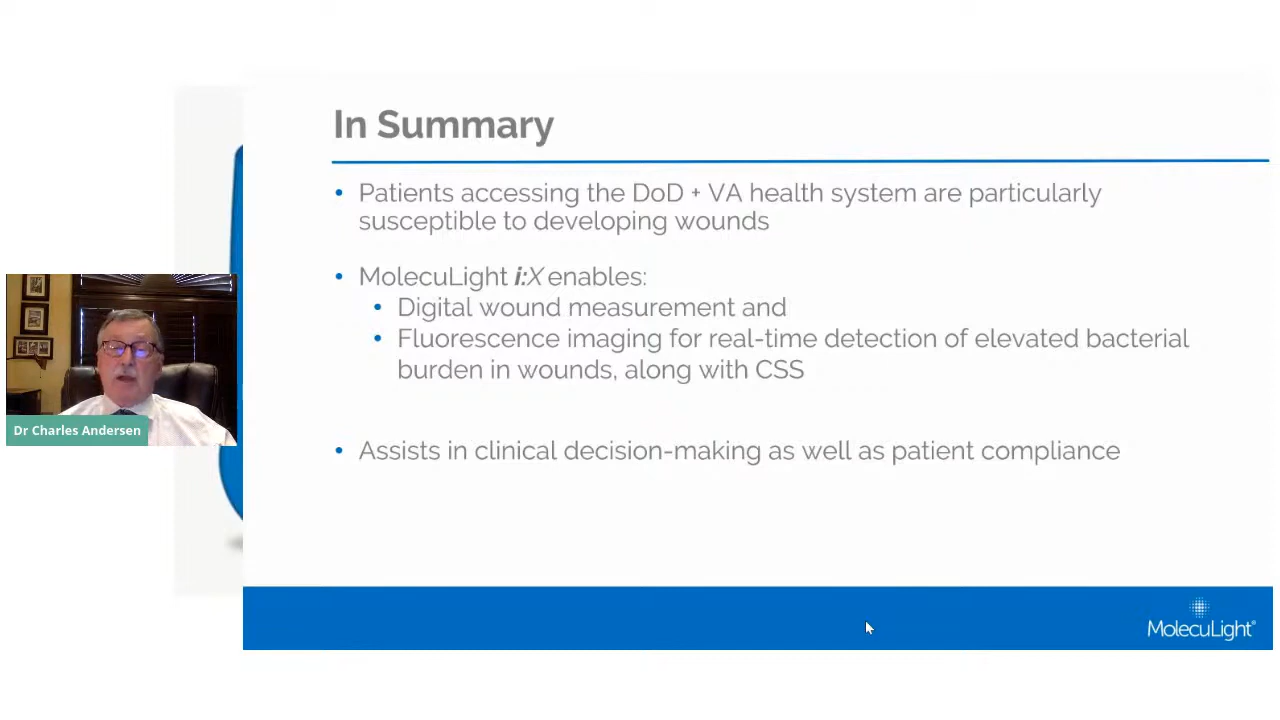 In Summary
• Patients accessing the DoD + VA health system are particularly
susceptible to developing wounds
• MolecuLight i:X enables:
• Digital wound measurement and
• Fluorescence imaging for real-time detection of elevated bacterial
burden in wounds, along with CSS
• Assists in clinical decision-making as well as patient compliance
Dr Charles Andersen
MolecuLight®